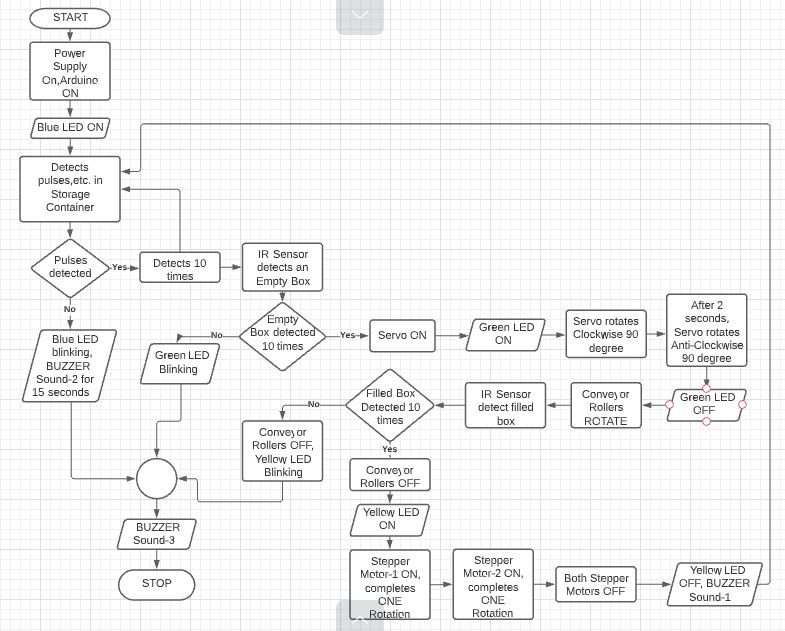 START
Power
Supply
On,Arduino
ON
Blue LED ON
Detects
pulses,etc. in
Storage
Container
Pulses
detected
Yes
Detects 10
times
IR Sensor
detects an
Empty Box
No
Blue LED
blinking,
BUZZER
Sound-2 for
15 seconds
Empty
Box detected
10 times
No
Green LED
Blinking
Yes
Servo ON
Green LED
ON
Servo rotates
Clockwise 90
degree
After 2
seconds,
Servo rotates
Anti-Clockwise
90 degree
Green LED
OFF
Conveyor
Rollers
ROTATE
IR Sensor
detect filled
box
Filled Box
Detected 10
times
No
Conveyor
Rollers OFF,
Yellow LED
Blinking
Yes
Conveyor
Rollers OFF
Yellow LED
ON
Stepper
Motor-1 ON,
completes
ONE
Rotation
Stepper
Motor-2 ON,
completes
ONE
Rotation
Both Stepper
Motors OFF
Yellow LED
OFF, BUZZER
Sound-1
BUZZER
Sound-3
STOP